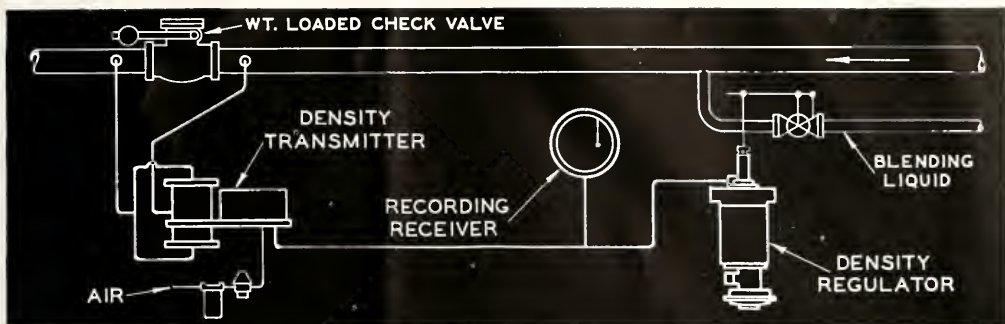 WT. LOADED CHECK VALVE
DENSITY
TRANSMITTER
RECORDING
RECEIVER
BLENDING
LIQUID
DENSITY
REGULATOR
AIR